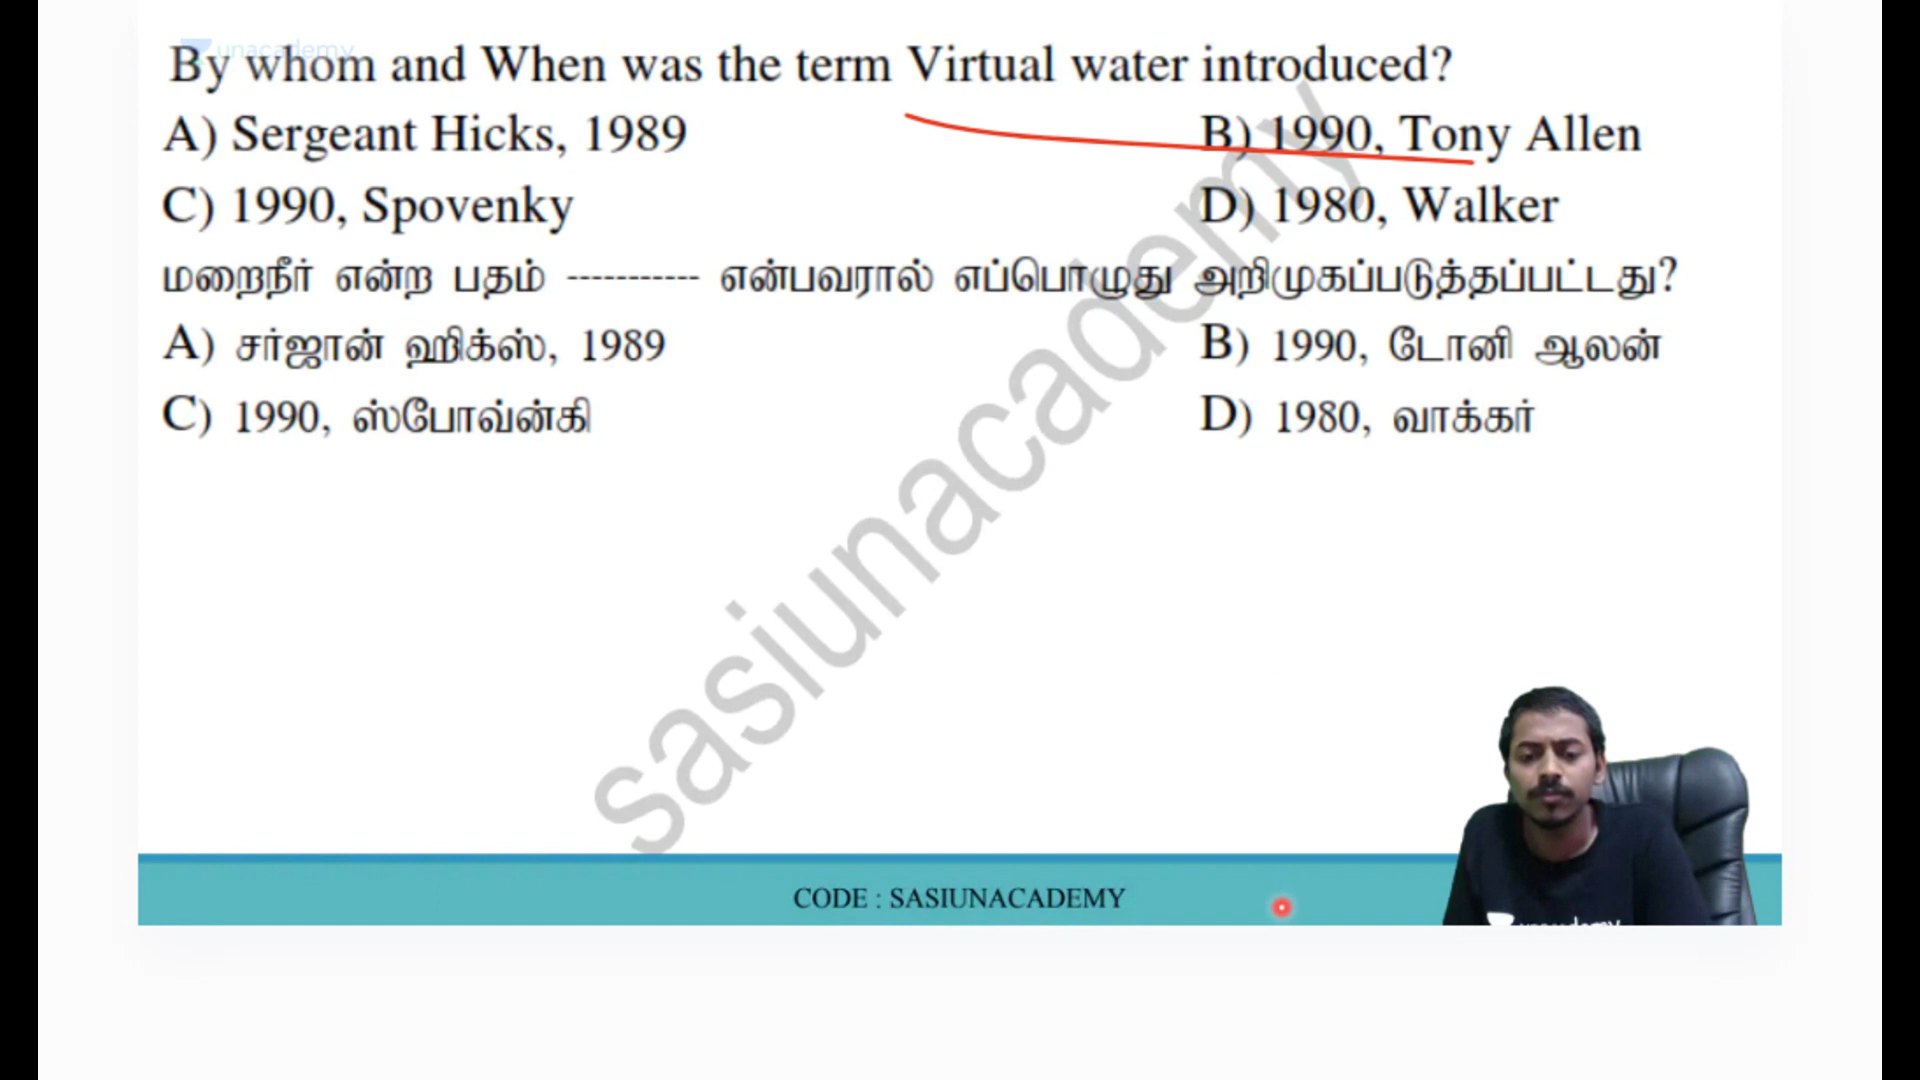 unacademy
By whom and When was the term Virtual water introduced?
A) Sergeant Hicks, 1989 B) 1990, Tony Allen
C) 1990, Spovenky D) 1980, Walker
மறைநீர் என்ற பதம் ----------- என்பவரால் எப்பொழுது அறிமுகப்படுத்தப்பட்டது?
A) சர்ஜான் ஹிக்ஸ், 1989 B) 1990, டோனி ஆலன்
C) 1990, ஸ்போவ்ன்கி D) 1980, வாக்கர்
sasiunacademy
CODE : SASIUNACADEMY
unacademy